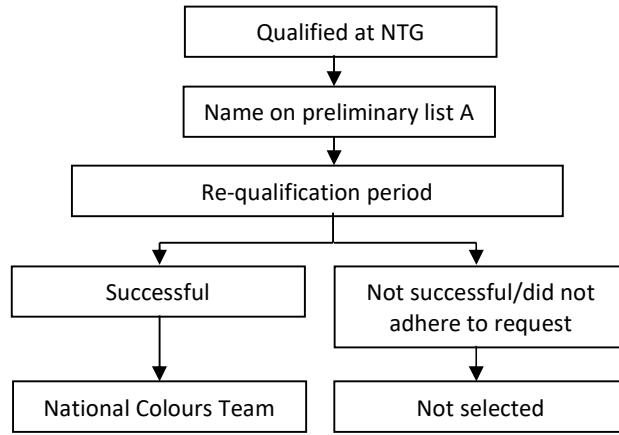 Qualified at NTG
Name on preliminary list A
Re-qualification period
Successful
Not successful/did not
adhere to request
National Colours Team
Not selected